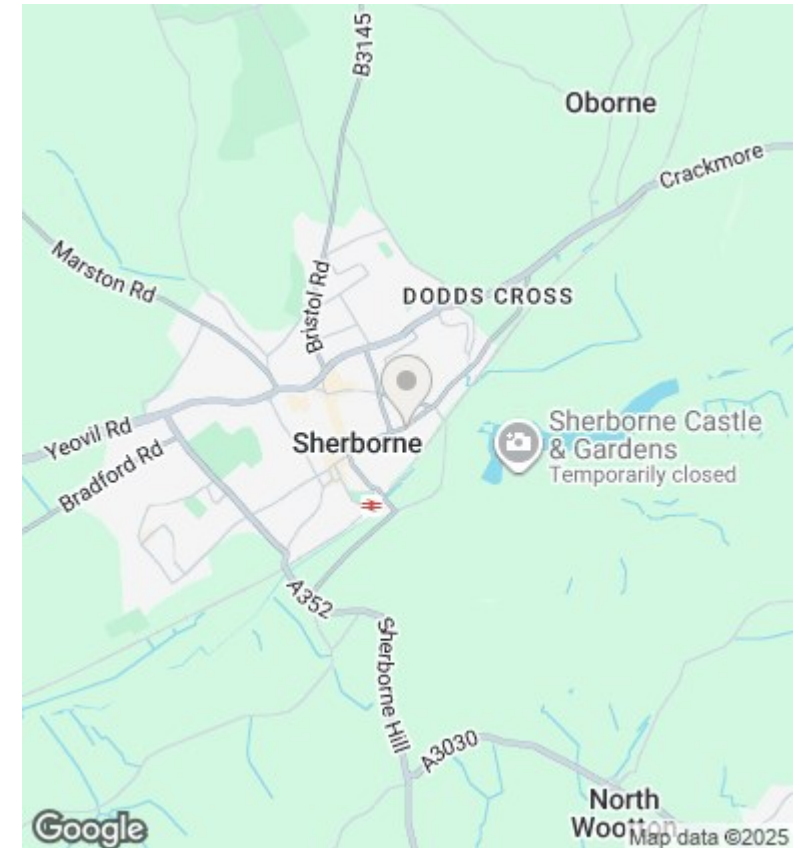 B3145
Oborne
Crackmore
Marston Rd
Bristol Rd
DODDS CROSS
Yeovil Rd
Bradford Rd
Sherborne
Sherborne Castle
& Gardens
Temporarily closed
A352
Sherborne Hill
A3030
North
Wootton
Google
Map data ©2025